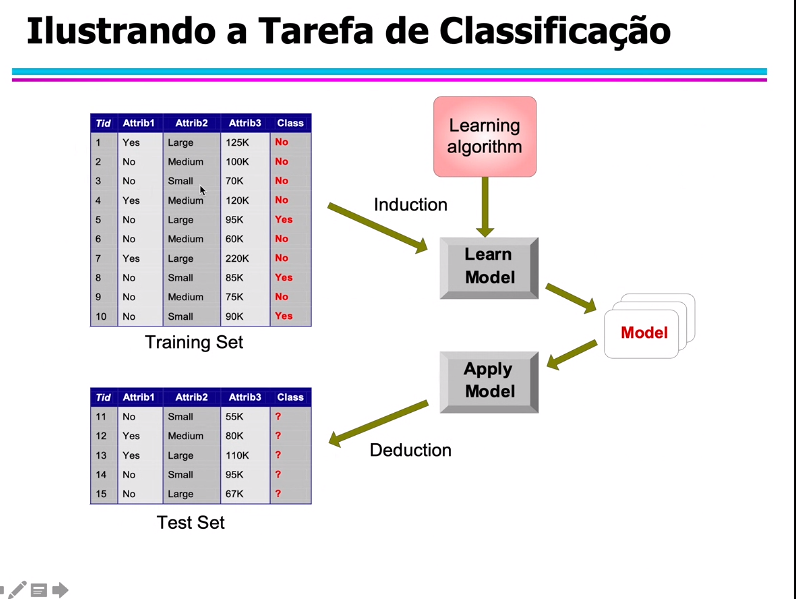 Ilustrando a Tarefa de Classificação
Tid Attrib1 Attrib2 Attrib3 Class
1 Yes Large 125K No
2 No Medium 100K No
3 No Small 70K No
4 Yes Medium 120K No
5 No Large 95K Yes
6 No Medium 60K No
7 Yes Large 220K No
8 No Small 85K Yes
9 No Medium 75K No
10 No Small 90K Yes
Training Set
Learning
algorithm
Induction
Learn
Model
Model
Apply
Model
Deduction
Tid Attrib1 Attrib2 Attrib3 Class
11 No Small 55K ?
12 Yes Medium 80K ?
13 Yes Large 110K ?
14 No Small 95K ?
15 No Large 67K ?
Test Set